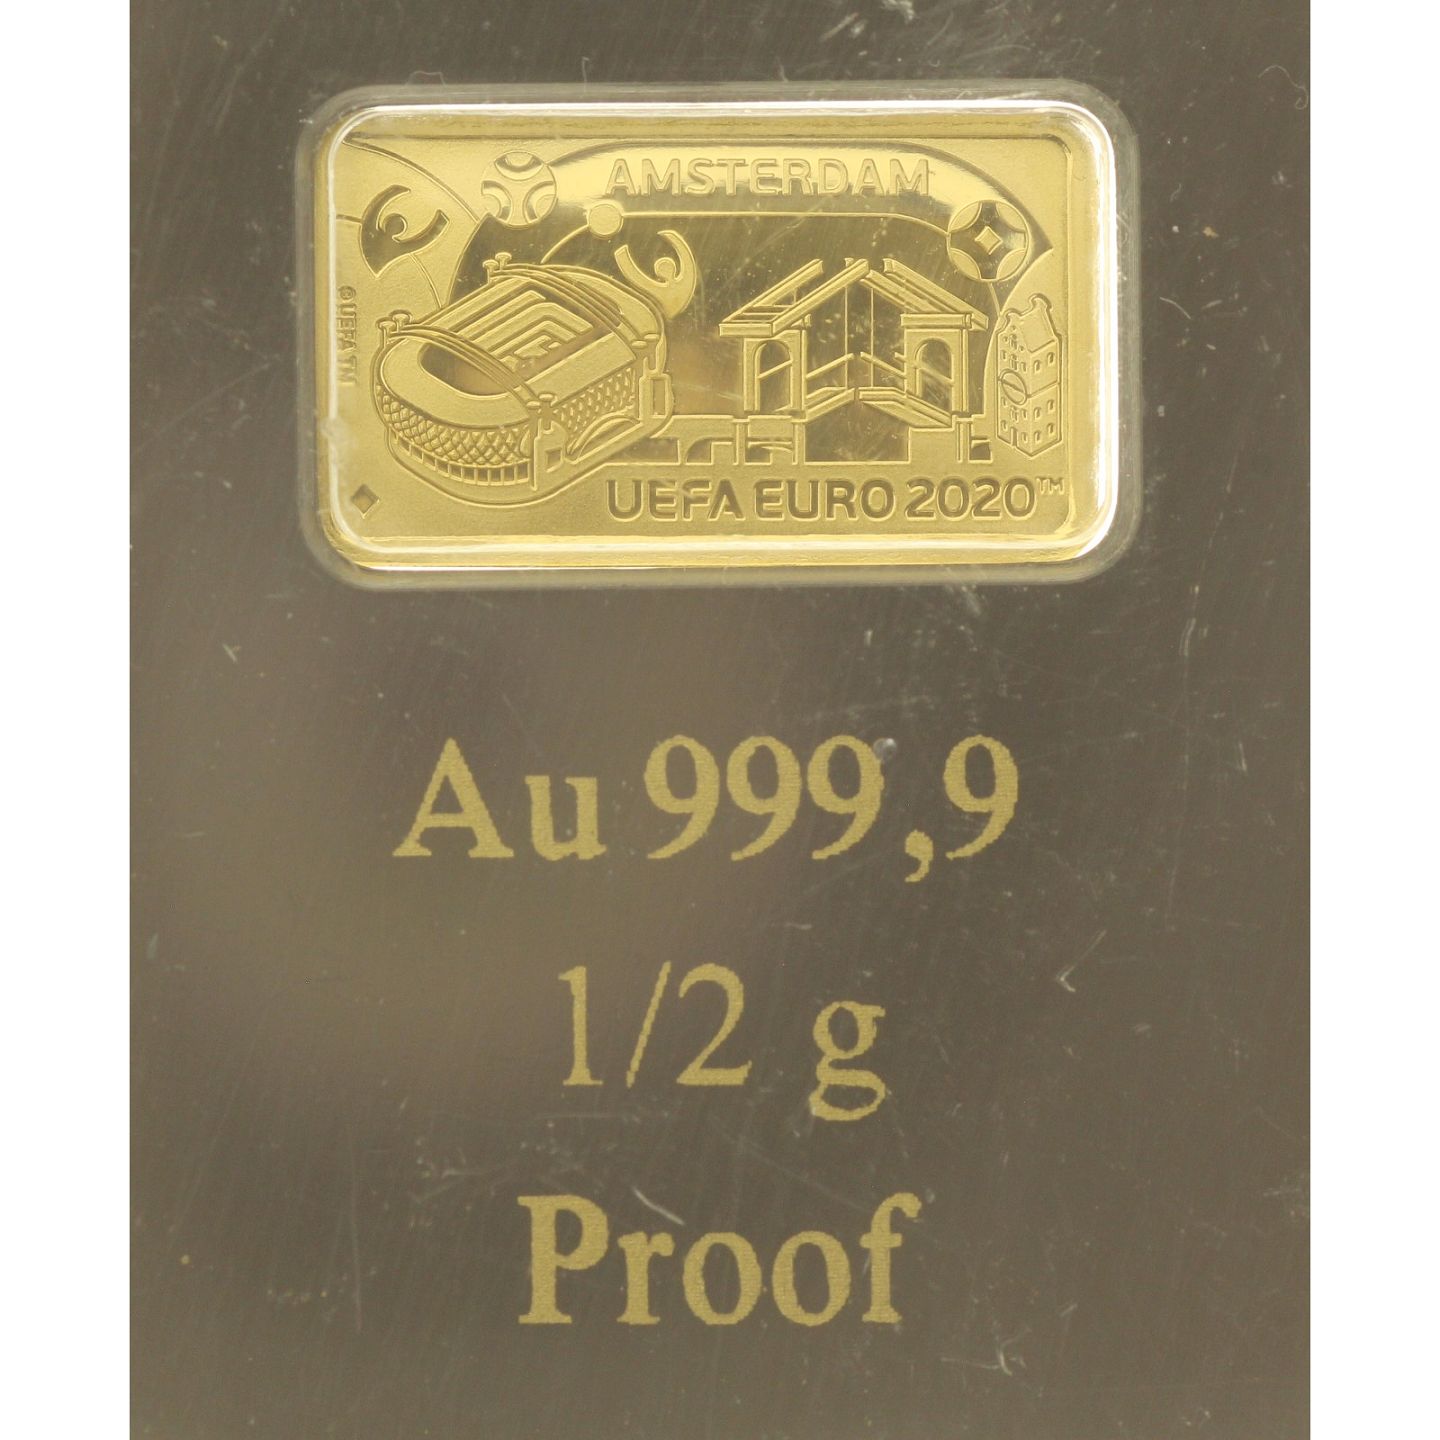 AMSTERDAM
© UEFA TM
UEFA EURO 2020™
Au 999,9
1/2 g
Proof